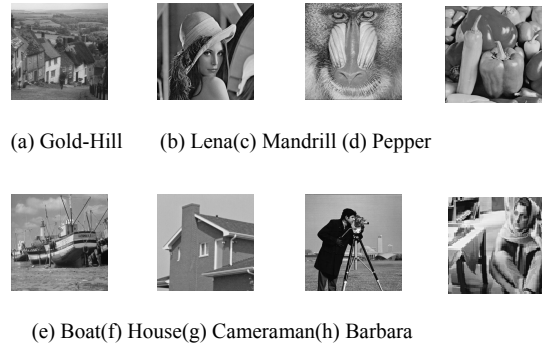 (a) Gold-Hill (b) Lena(c) Mandrill (d) Pepper
(e) Boat(f) House(g) Cameraman(h) Barbara